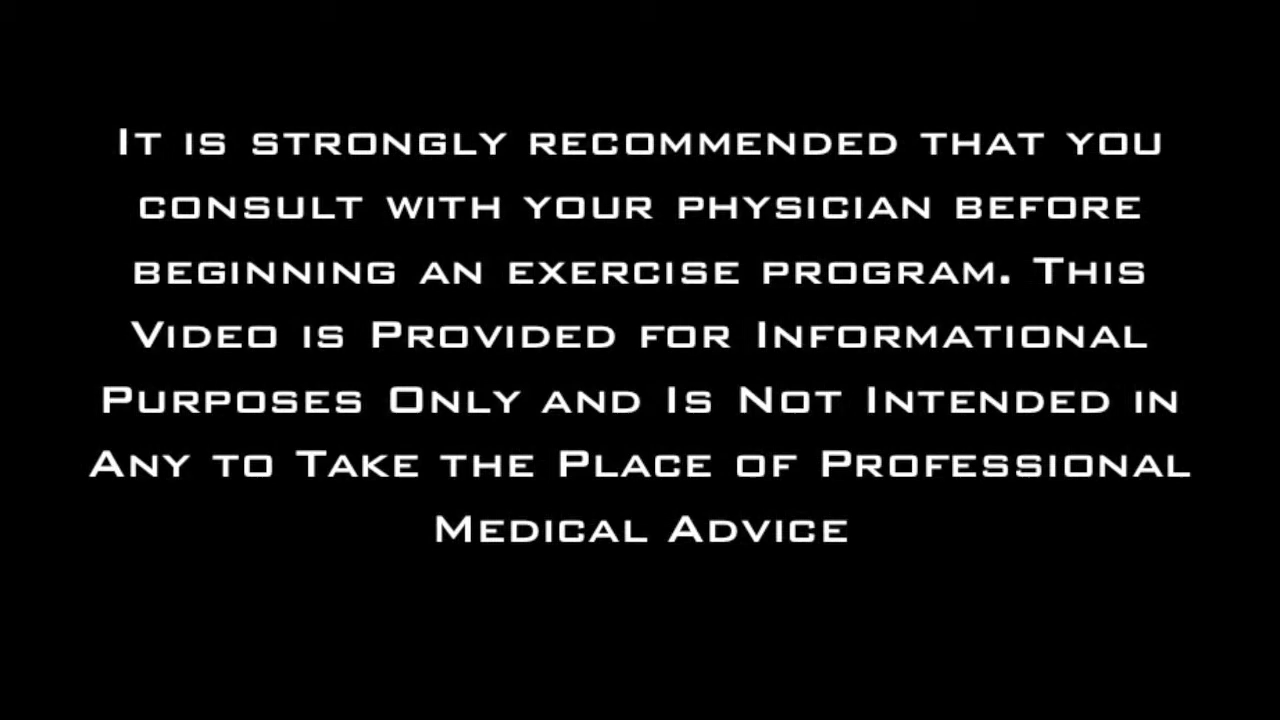 It is strongly recommended that you
consult with your physician before
beginning an exercise program. This
Video is Provided for Informational
Purposes Only and Is Not Intended in
Any to Take the Place of Professional
Medical Advice